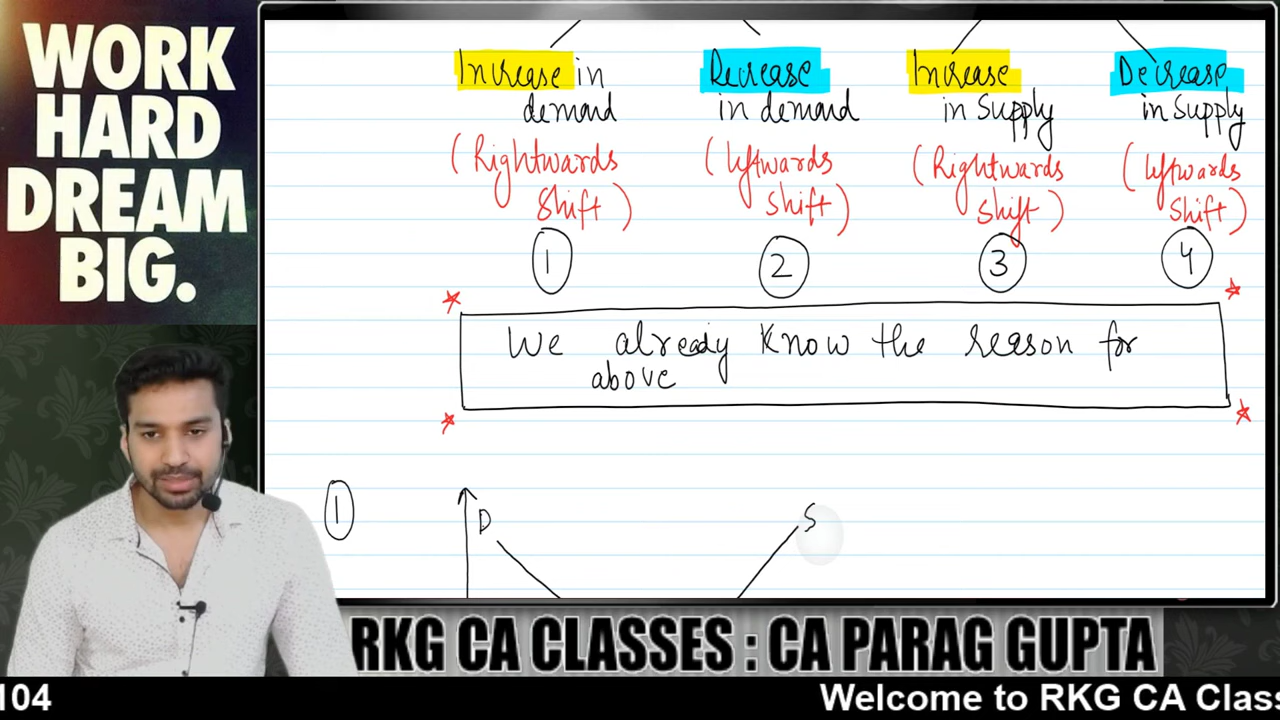 WORK
HARD
DREAM
BIG.
Increase in
demand
(Rightwards
shift)
1
Decrease
in demand
(leftwards
shift)
2
Increase
in Supply
(Rightwards
shift)
3
Decrease
in Supply
(leftwards
shift)
4
We already know the reason for
above
1
D
S
RKG CA CLASSES : CA PARAG GUPTA
104
Welcome to RKG CA Class